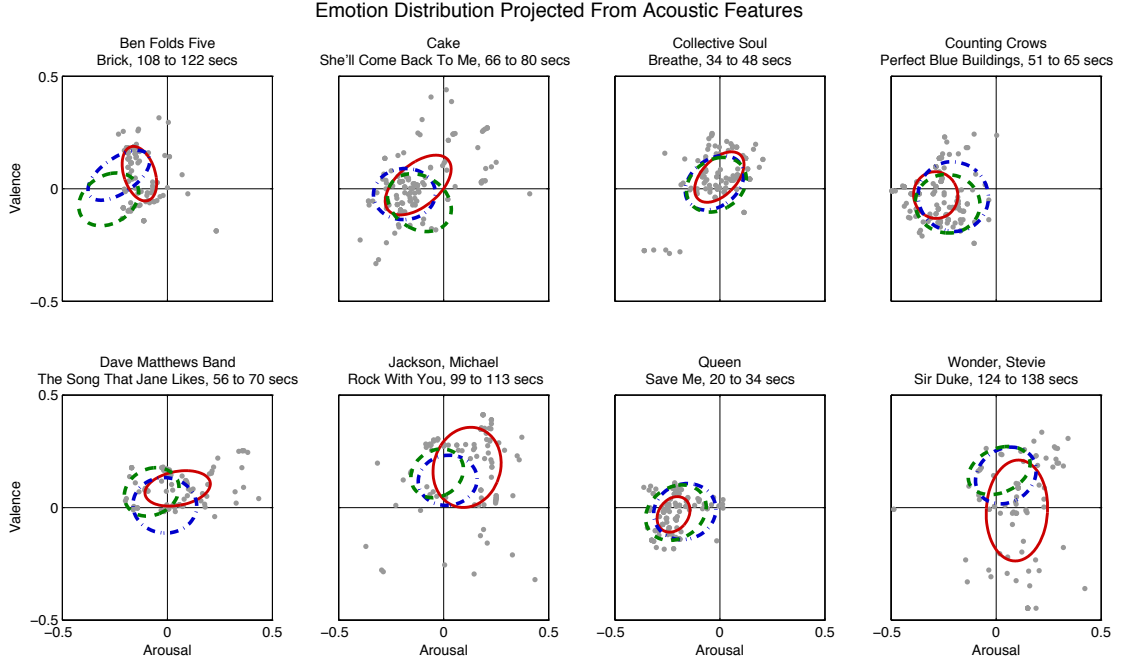 Emotion Distribution Projected From Acoustic Features
Ben Folds Five
Brick, 108 to 122 secs
Cake
She'll Come Back To Me, 66 to 80 secs
Collective Soul
Breathe, 34 to 48 secs
Counting Crows
Perfect Blue Buildings, 51 to 65 secs
0.5
0
−0.5
Valence
Dave Matthews Band
The Song That Jane Likes, 56 to 70 secs
Jackson, Michael
Rock With You, 99 to 113 secs
Queen
Save Me, 20 to 34 secs
Wonder, Stevie
Sir Duke, 124 to 138 secs
0.5
0
−0.5
Valence
−0.5 0 0.5
Arousal
−0.5 0 0.5
Arousal
−0.5 0 0.5
Arousal
−0.5 0 0.5
Arousal